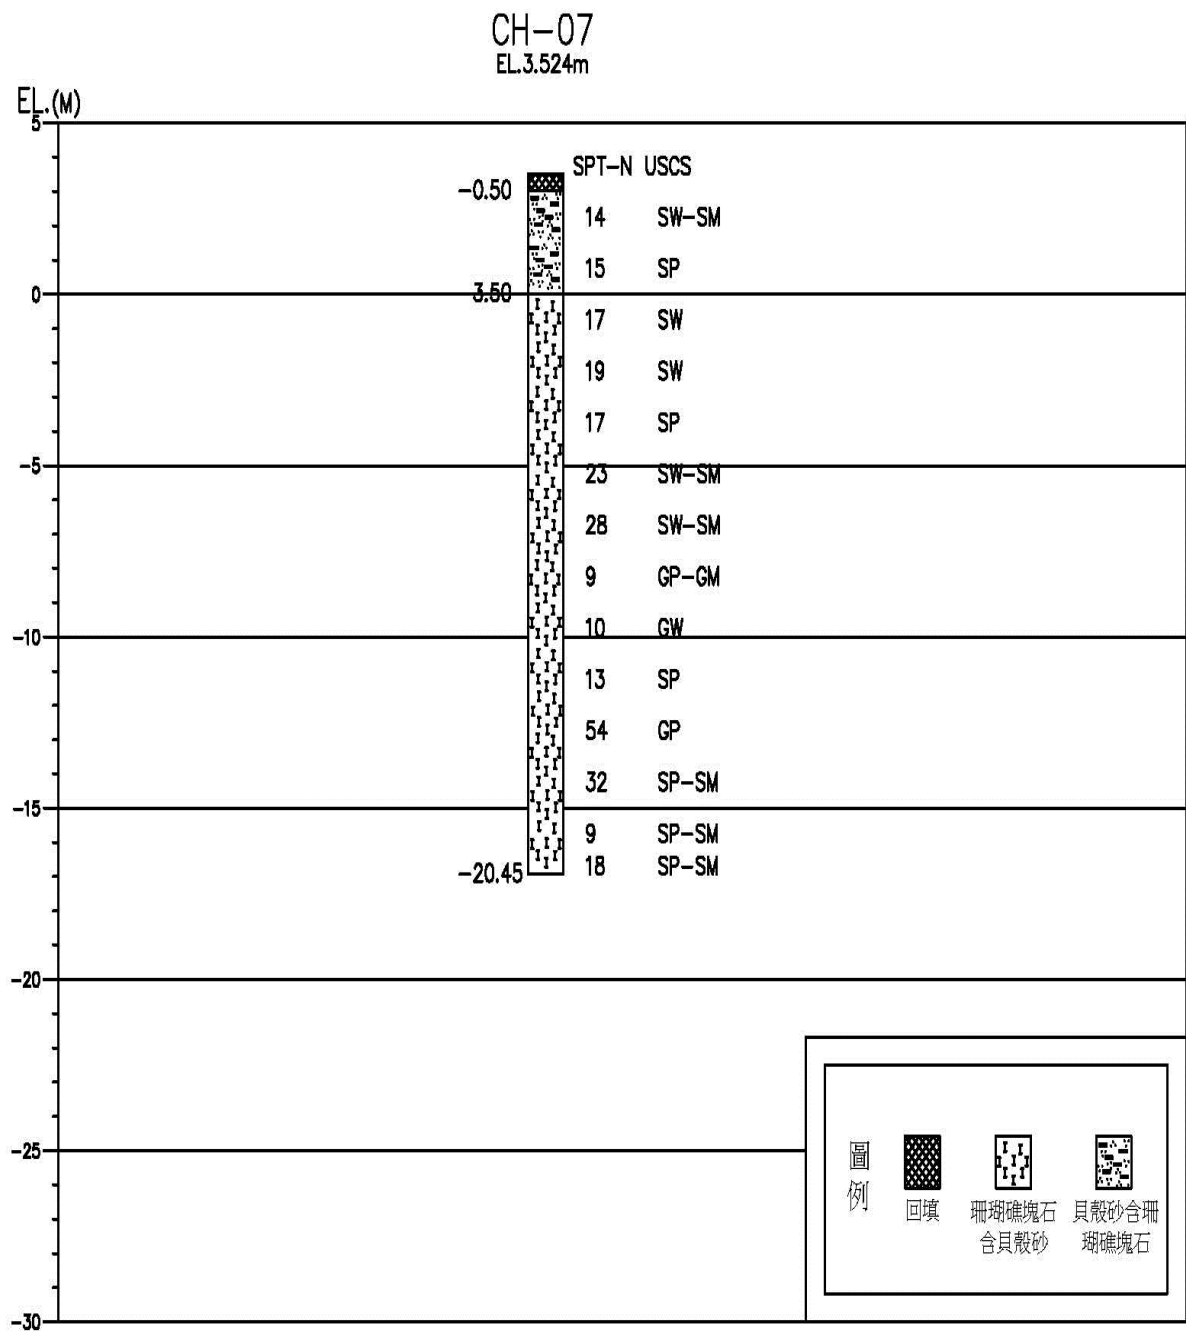 CH-07
EL.3.524m
EL.(M)
5
SPT-N USCS
-0.50
14 SW-SM
15 SP
0
3.50
17 SW
19 SW
17 SP
-5
23 SW-SM
28 SW-SM
9 GP-GM
10 GW
-10
13 SP
54 GP
32 SP-SM
-15
9 SP-SM
18 SP-SM
-20.45
-20
-25
圖例
回填
珊瑚礁塊石
含貝殼砂
貝殼砂含珊
瑚礁塊石
-30